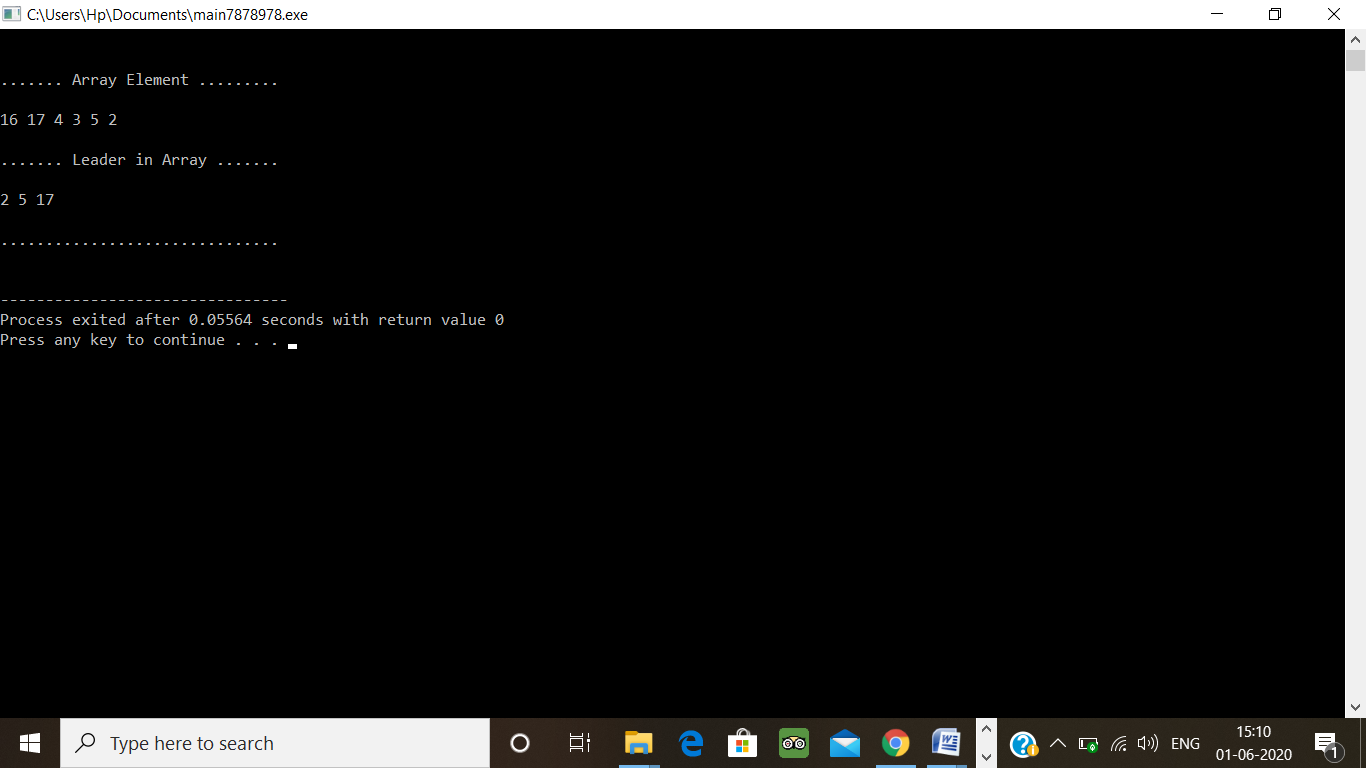 C:\Users\Hp\Documents\main7878978.exe
....... Array Element .........
16 17 4 3 5 2
....... Leader in Array .......
2 5 17
...............................
--------------------------------
Process exited after 0.05564 seconds with return value 0
Press any key to continue . . .
Type here to search
ENG
15:10
01-06-2020
1